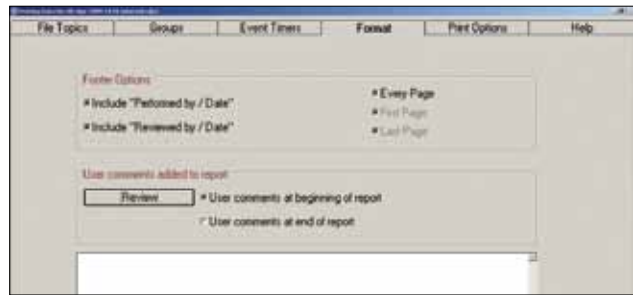 File Topics Groups Event Timers Format Print Options Help
Footer Options
Include "Performed by / Date"
Include "Reviewed by / Date"
Every Page
First Page
Last Page
User comments added to report
Review
User comments at beginning of report
User comments at end of report